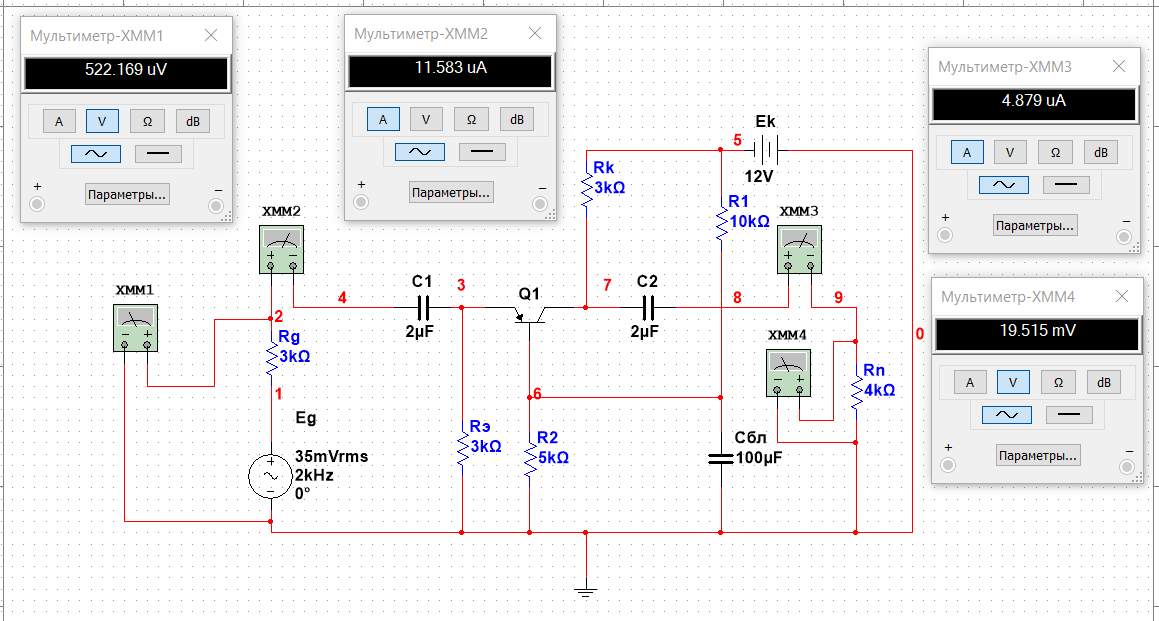 Мультиметр-XMM1
522.169 uV
A V Ω dB
+ Параметры... −
Мультиметр-XMM2
11.583 uA
A V Ω dB
+ Параметры... −
Мультиметр-XMM3
4.879 uA
A V Ω dB
+ Параметры... −
Мультиметр-XMM4
19.515 mV
A V Ω dB
+ Параметры... −
XMM1
XMM2
XMM3
XMM4
Ek
12V
5
Rk
3kΩ
R1
10kΩ
C1
2µF
4
3
Q1
7
C2
2µF
8
9
0
2
Rg
3kΩ
1
Eg
35mVrms
2kHz
0°
Rэ
3kΩ
6
R2
5kΩ
Cбл
100µF
Rn
4kΩ